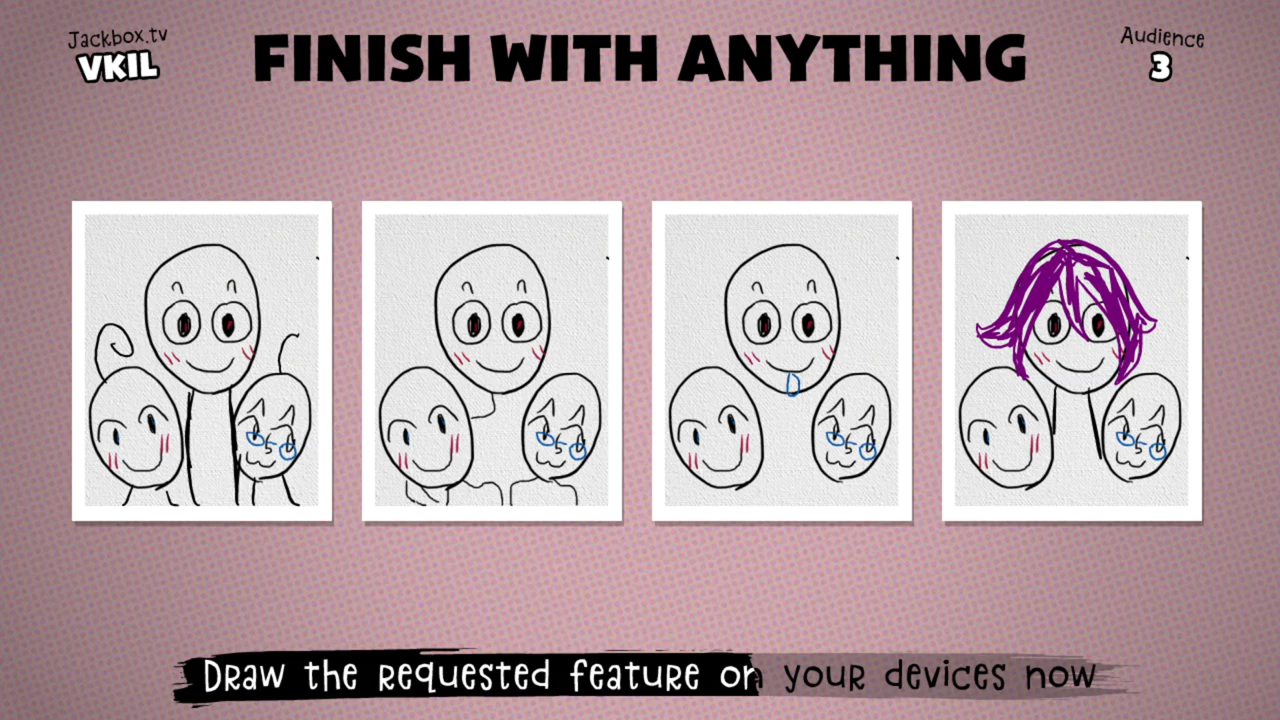 Jackbox.tv
VKIL
FINISH WITH ANYTHING
Audience
3
Draw the requested feature on your devices now